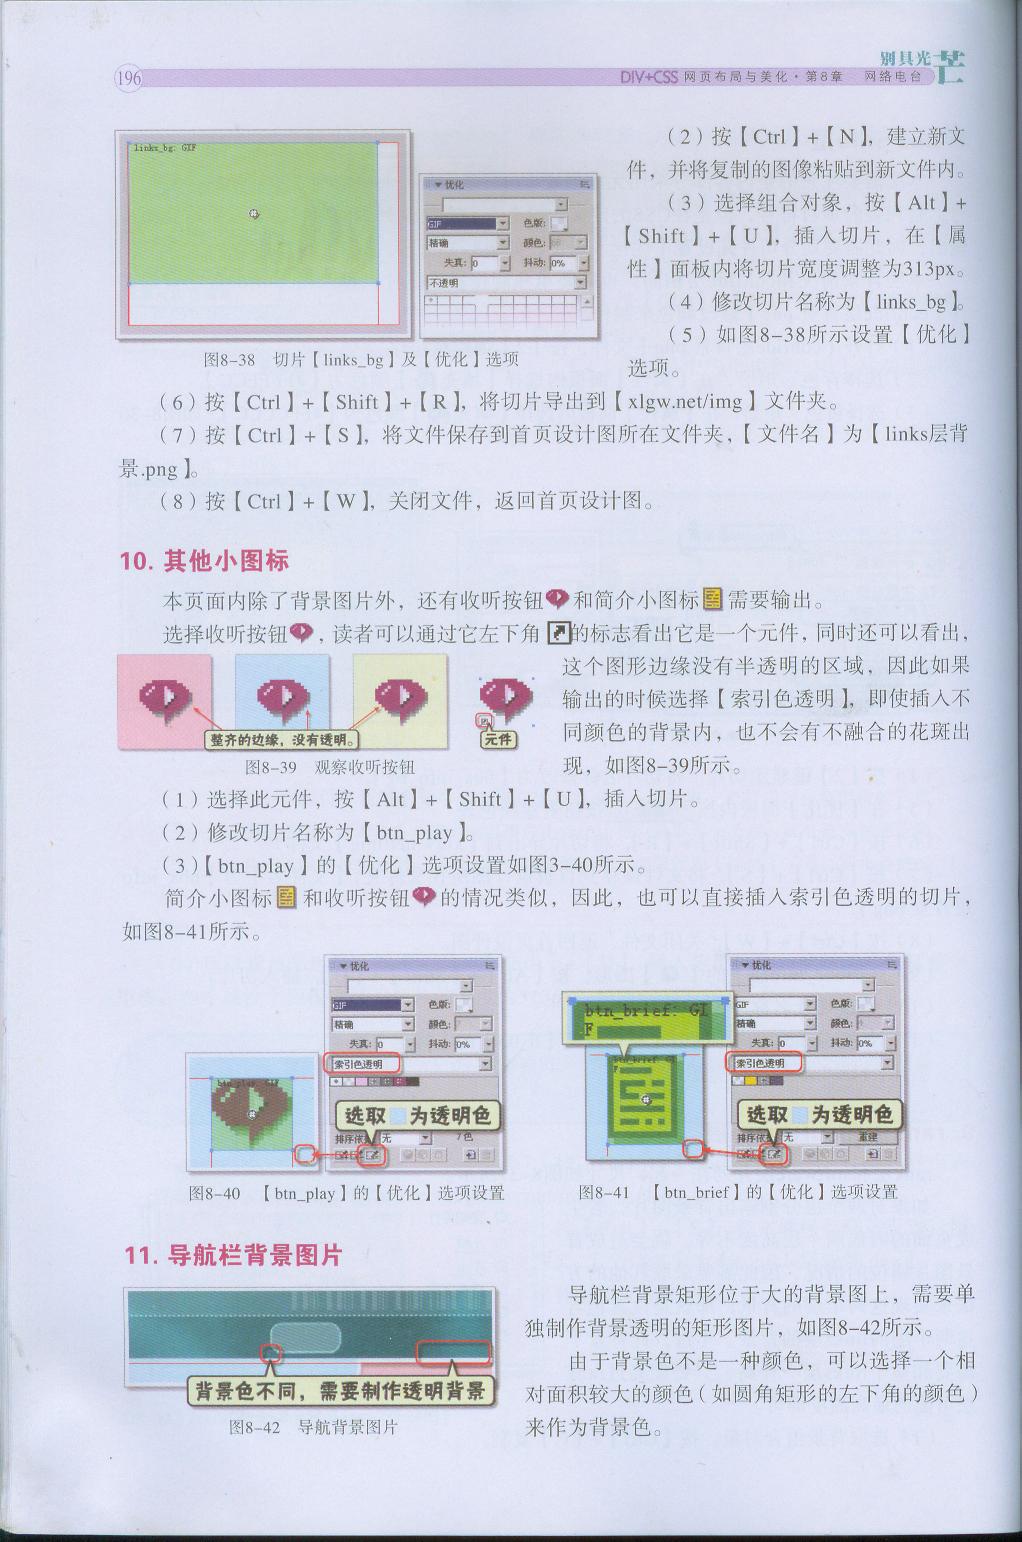 别具光芒
196
DIV+CSS 网页布局与美化·第8章 网络电台
links_bg: GIF
优化
GIF
色版:
精确
颜色:
失真: 0
抖动: 0%
不透明
图8-38 切片【links_bg】及【优化】选项
（2）按【Ctrl】+【N】，建立新文
件，并将复制的图像粘贴到新文件内。
（3）选择组合对象，按【Alt】+
【Shift】+【U】，插入切片，在【属
性】面板内将切片宽度调整为313px。
（4）修改切片名称为【links_bg】。
（5）如图8-38所示设置【优化】
选项。
（6）按【Ctrl】+【Shift】+【R】，将切片导出到【xlgw.net/img】文件夹。
（7）按【Ctrl】+【S】，将文件保存到首页设计图所在文件夹，【文件名】为【links层背
景.png】。
（8）按【Ctrl】+【W】，关闭文件，返回首页设计图。
10. 其他小图标
本页面内除了背景图片外，还有收听按钮和简介小图标需要输出。
选择收听按钮，读者可以通过它左下角的标志看出它是一个元件，同时还可以看出，
这个图形边缘没有半透明的区域，因此如果
输出的时候选择【索引色透明】，即使插入不
同颜色的背景内，也不会有不融合的花斑出
现，如图8-39所示。
整齐的边缘，没有透明。
元件
图8-39 观察收听按钮
（1）选择此元件，按【Alt】+【Shift】+【U】，插入切片。
（2）修改切片名称为【btn_play】。
（3）【btn_play】的【优化】选项设置如图3-40所示。
简介小图标和收听按钮的情况类似，因此，也可以直接插入索引色透明的切片，
如图8-41所示。
优化
GIF
色版:
精确
颜色:
失真: 0
抖动: 0%
索引色透明
btn_play: GIF
选取 为透明色
排序依
无
7色
图8-40 【btn_play】的【优化】选项设置
优化
btn_brief: GI
F
GIF
色版:
精确
颜色:
失真: 0
抖动: 0%
索引色透明
选取 为透明色
排序依
无
重建
图8-41 【btn_brief】的【优化】选项设置
11. 导航栏背景图片
背景色不同，需要制作透明背景
图8-42 导航背景图片
导航栏背景矩形位于大的背景图上，需要单
独制作背景透明的矩形图片，如图8-42所示。
由于背景色不是一种颜色，可以选择一个相
对面积较大的颜色（如圆角矩形的左下角的颜色）
来作为背景色。